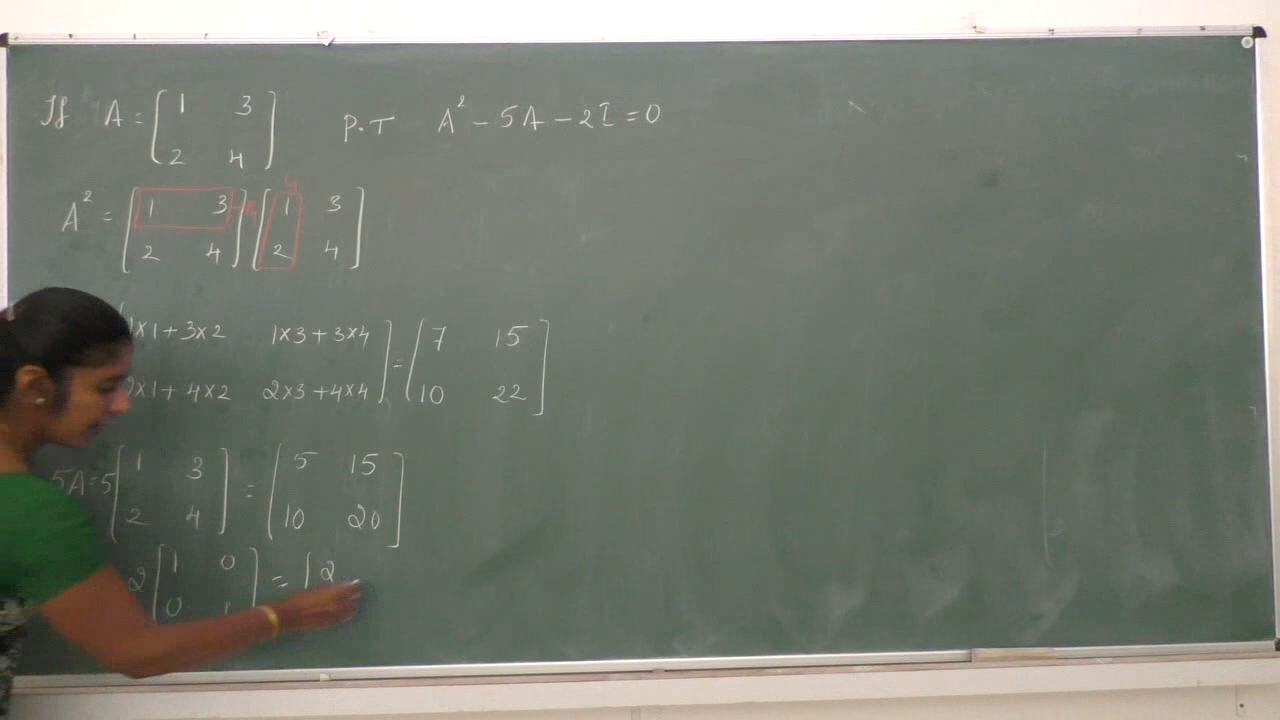 If A = [ 1 3 P.T A² - 5A - 2I = 0
2 4 ]
A² = [ 1 3 ] [ 1 3 ]
2 4 2 4
1×1 + 3×2 1×3 + 3×4 ] = [ 7 15 ]
2×1 + 4×2 2×3 + 4×4 10 22
5A = 5 [ 1 3 ] = [ 5 15 ]
2 4 10 20
2 [ 1 0 ] = [ 2
0 1